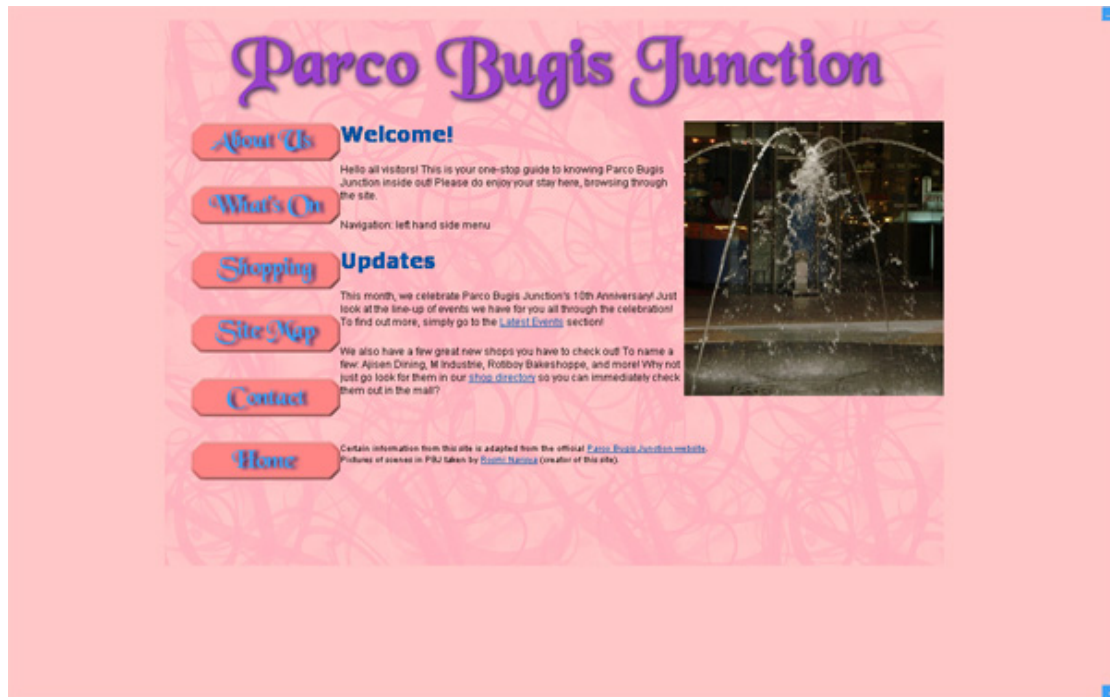 Parco Bugis Junction
About Us
What's On
Shopping
Site Map
Contact
Home
Welcome!
Hello all visitors! This is your one-stop guide to knowing Parco Bugis
Junction inside out! Please do enjoy your stay here, browsing through
the site.
Navigation: left hand side menu
Updates
This month, we celebrate Parco Bugis Junction's 10th Anniversary! Just
look at the line-up of events we have for you all through the celebration!
To find out more, simply go to the Latest Events section!
We also have a few great new shops you have to check out! To name a
few: Ajisen Dining, M Industrie, Rotiboy Bakeshoppe, and more! Why not
just go look for them in our shop directory so you can immediately check
them out in the mall?
Certain information from this site is adapted from the official Parco Bugis Junction website.
Pictures of scenes in PBJ taken by (creator of this site).